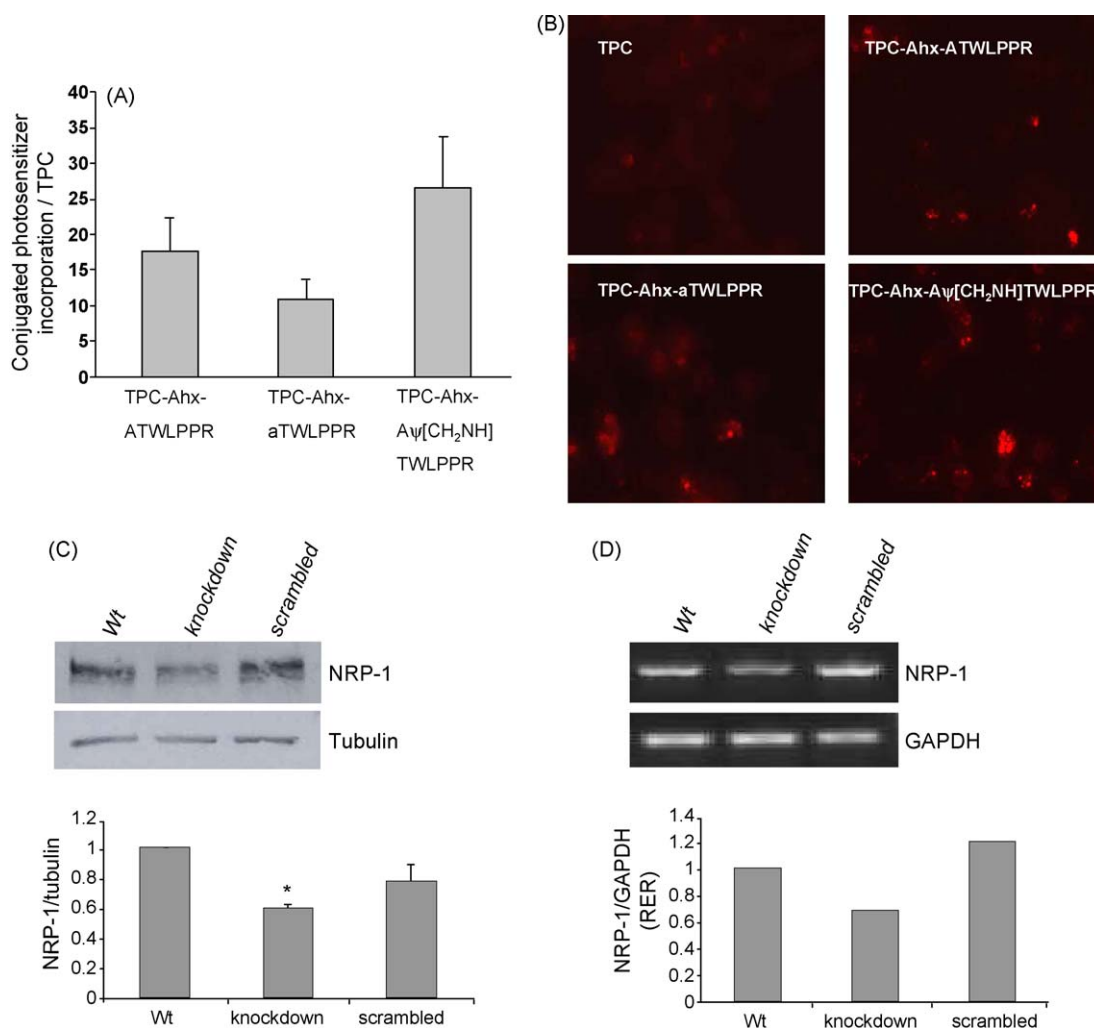 (A)
Conjugated photosensitizer
incorporation / TPC
40
35
30
25
20
15
10
5
0
TPC-Ahx-
ATWLPPR
TPC-Ahx-
aTWLPPR
TPC-Ahx-
Aψ[CH₂NH]
TWLPPR
(B)
TPC
TPC-Ahx-ATWLPPR
TPC-Ahx-aTWLPPR
TPC-Ahx-Aψ[CH₂NH]TWLPPR
(C)
Wt
knockdown
scrambled
NRP-1
Tubulin
NRP-1/tubulin
1.2
1
0.8
0.6
0.4
0.2
0
*
Wt
knockdown
scrambled
(D)
Wt
knockdown
scrambled
NRP-1
GAPDH
NRP-1/GAPDH
(RER)
1.4
1.2
1
0.8
0.6
0.4
0.2
0
Wt
knockdown
scrambled